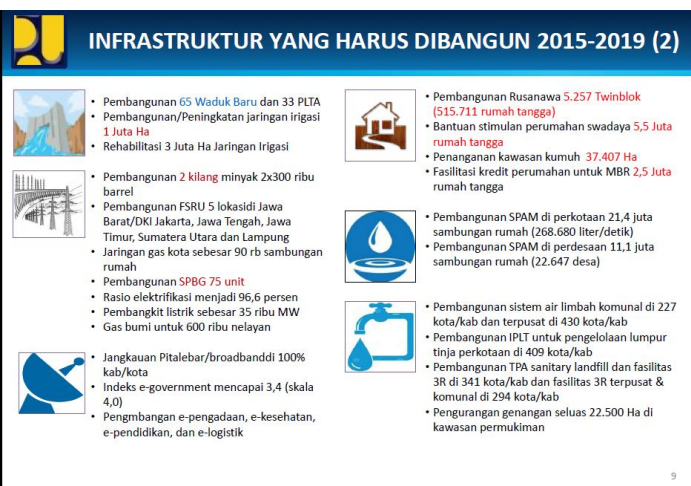 INFRASTRUKTUR YANG HARUS DIBANGUN 2015-2019 (2)
• Pembangunan 65 Waduk Baru dan 33 PLTA
• Pembangunan/Peningkatan jaringan irigasi
1 Juta Ha
• Rehabilitasi 3 Juta Ha Jaringan Irigasi
• Pembangunan 2 kilang minyak 2x300 ribu
barrel
• Pembangunan FSRU 5 lokasidi Jawa
Barat/DKI Jakarta, Jawa Tengah, Jawa
Timur, Sumatera Utara dan Lampung
• Jaringan gas kota sebesar 90 rb sambungan
rumah
• Pembangunan SPBG 75 unit
• Rasio elektrifikasi menjadi 96,6 persen
• Pembangkit listrik sebesar 35 ribu MW
• Gas bumi untuk 600 ribu nelayan
• Jangkauan Pitalebar/broadbanddi 100%
kab/kota
• Indeks e-government mencapai 3,4 (skala
4,0)
• Pengmbangan e-pengadaan, e-kesehatan,
e-pendidikan, dan e-logistik
• Pembangunan Rusanawa 5.257 Twinblok
(515.711 rumah tangga)
• Bantuan stimulan perumahan swadaya 5,5 Juta
rumah tangga
• Penanganan kawasan kumuh 37.407 Ha
• Fasilitasi kredit perumahan untuk MBR 2,5 Juta
rumah tangga
• Pembangunan SPAM di perkotaan 21,4 juta
sambungan rumah (268.680 liter/detik)
• Pembangunan SPAM di perdesaan 11,1 juta
sambungan rumah (22.647 desa)
• Pembangunan sistem air limbah komunal di 227
kota/kab dan terpusat di 430 kota/kab
• Pembangunan IPLT untuk pengelolaan lumpur
tinja perkotaan di 409 kota/kab
• Pembangunan TPA sanitary landfill dan fasilitas
3R di 341 kota/kab dan fasilitas 3R terpusat &
komunal di 294 kota/kab
• Pengurangan genangan seluas 22.500 Ha di
kawasan permukiman
9